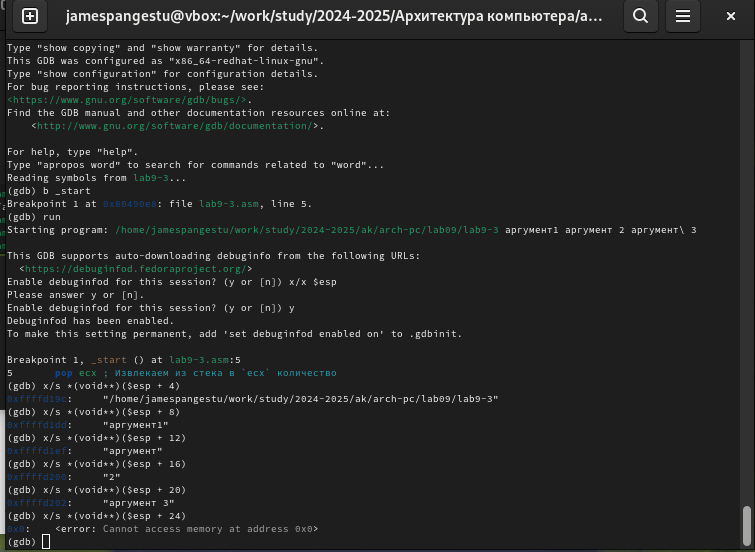 jamespangestu@vbox:~/work/study/2024-2025/Архитектура компьютера/a...
Type "show copying" and "show warranty" for details.
This GDB was configured as "x86_64-redhat-linux-gnu".
Type "show configuration" for configuration details.
For bug reporting instructions, please see:
<https://www.gnu.org/software/gdb/bugs/>.
Find the GDB manual and other documentation resources online at:
<http://www.gnu.org/software/gdb/documentation/>.
For help, type "help".
Type "apropos word" to search for commands related to "word"...
Reading symbols from lab9-3...
(gdb) b _start
Breakpoint 1 at 0x80490e8: file lab9-3.asm, line 5.
(gdb) run
Starting program: /home/jamespangestu/work/study/2024-2025/ak/arch-pc/lab09/lab9-3 аргумент1 аргумент 2 аргумент\ 3
This GDB supports auto-downloading debuginfo from the following URLs:
<https://debuginfod.fedoraproject.org/>
Enable debuginfod for this session? (y or [n]) x/x $esp
Please answer y or [n].
Enable debuginfod for this session? (y or [n]) y
Debuginfod has been enabled.
To make this setting permanent, add 'set debuginfod enabled on' to .gdbinit.
Breakpoint 1, _start () at lab9-3.asm:5
5 pop ecx ; Извлекаем из стека в `ecx` количество
(gdb) x/s *(void**)($esp + 4)
0xffffd19c: "/home/jamespangestu/work/study/2024-2025/ak/arch-pc/lab09/lab9-3"
(gdb) x/s *(void**)($esp + 8)
0xffffd1dd: "аргумент1"
(gdb) x/s *(void**)($esp + 12)
0xffffd1ef: "аргумент"
(gdb) x/s *(void**)($esp + 16)
0xffffd200: "2"
(gdb) x/s *(void**)($esp + 20)
0xffffd202: "аргумент 3"
(gdb) x/s *(void**)($esp + 24)
0x0: <error: Cannot access memory at address 0x0>
(gdb)